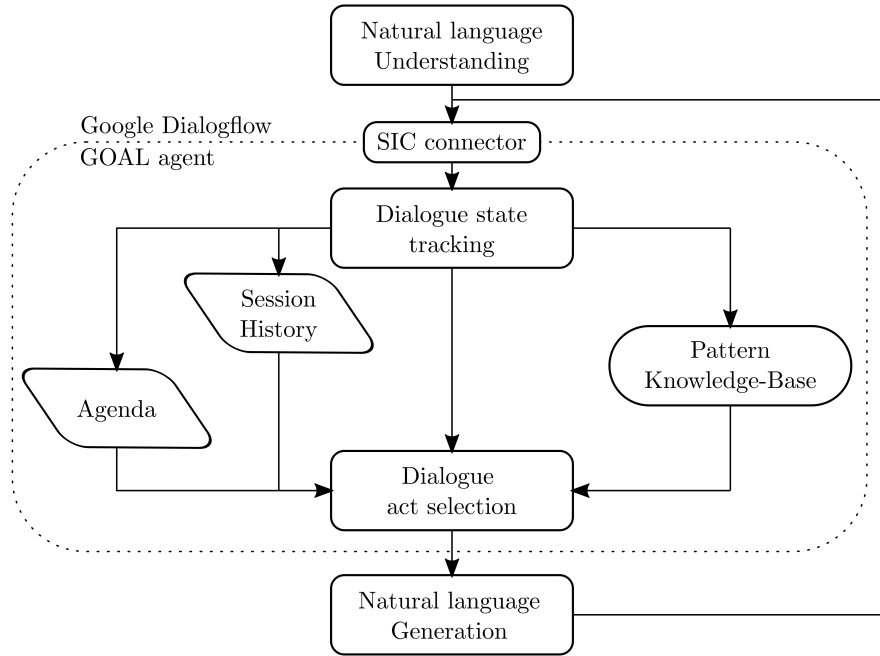 Natural language
Understanding
Google Dialogflow
GOAL agent
SIC connector
Dialogue state
tracking
Session
History
Pattern
Knowledge-Base
Agenda
Dialogue
act selection
Natural language
Generation